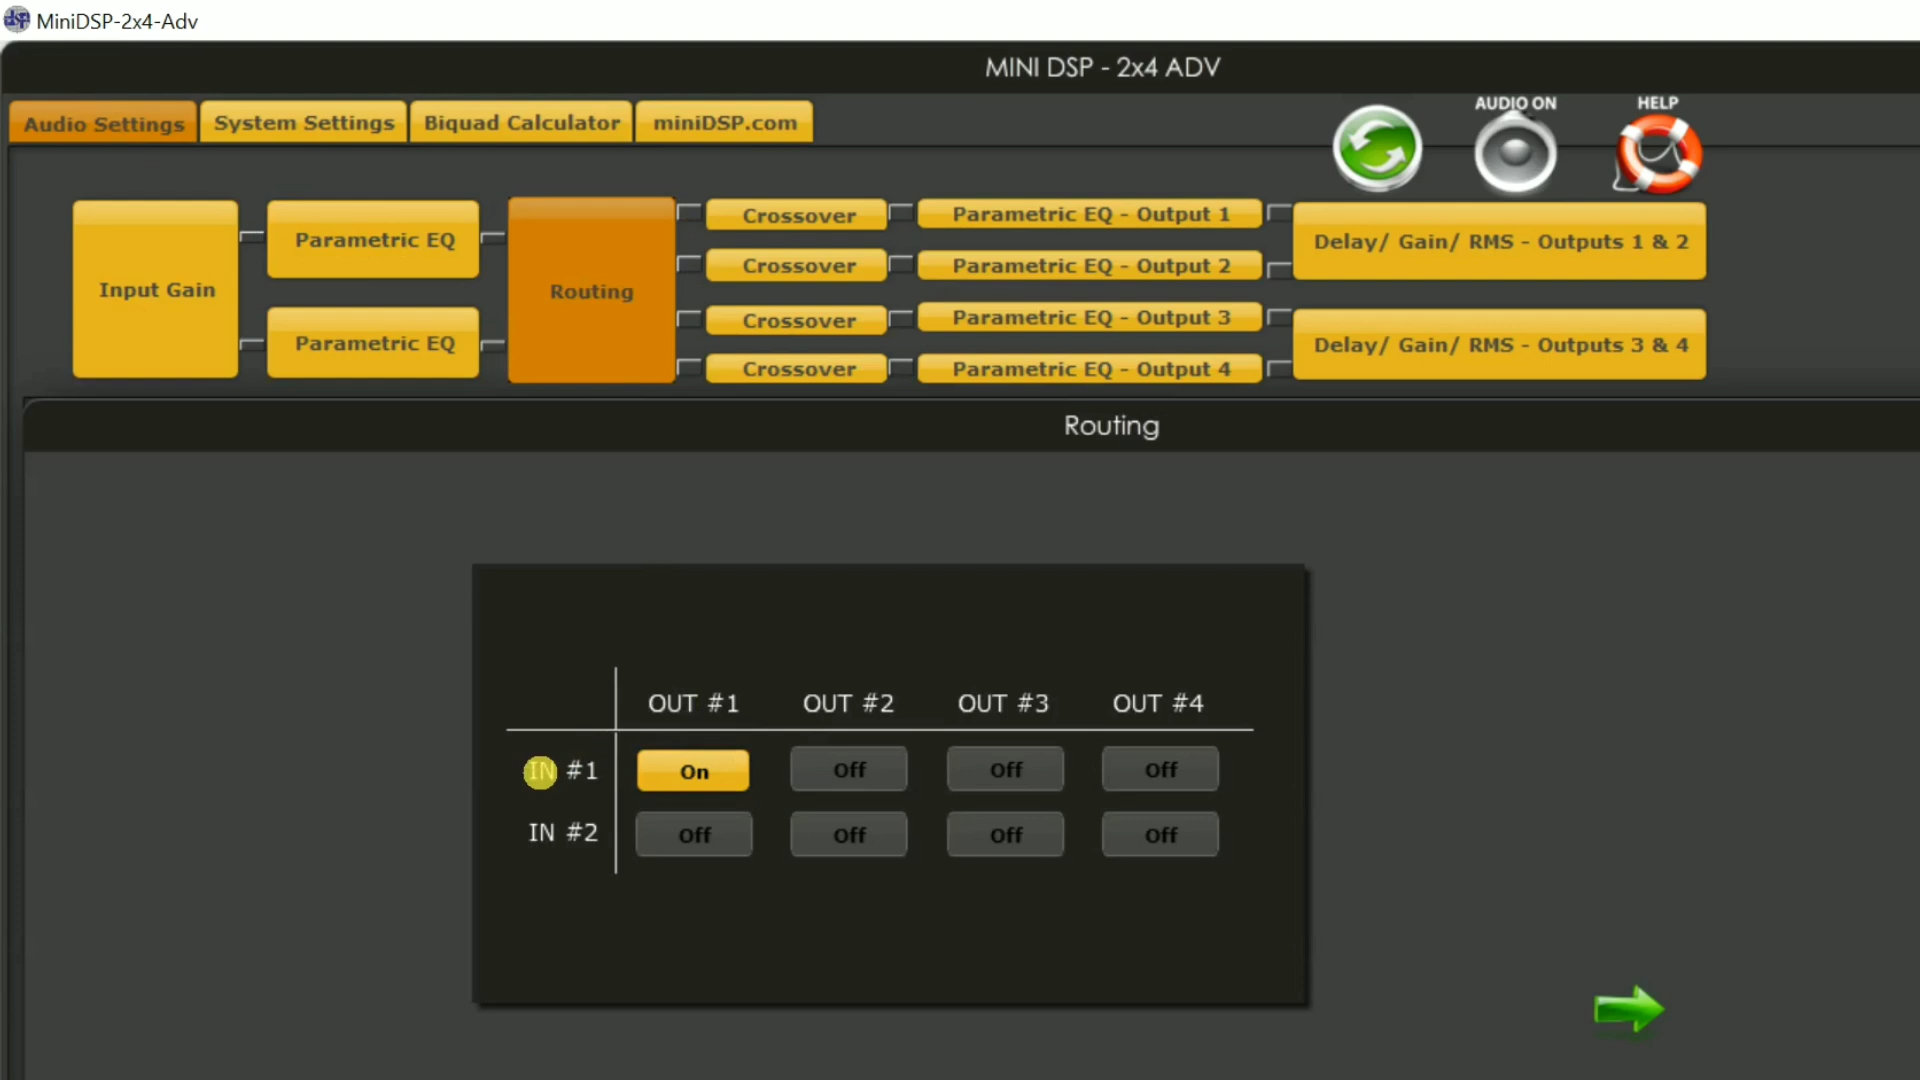 MiniDSP-2x4-Adv
MINI DSP - 2x4 ADV
Audio Settings System Settings Biquad Calculator miniDSP.com
AUDIO ON HELP
Input Gain
Parametric EQ
Parametric EQ
Routing
Crossover Parametric EQ - Output 1
Crossover Parametric EQ - Output 2
Crossover Parametric EQ - Output 3
Crossover Parametric EQ - Output 4
Delay/ Gain/ RMS - Outputs 1 & 2
Delay/ Gain/ RMS - Outputs 3 & 4
Routing
OUT #1 OUT #2 OUT #3 OUT #4
IN #1 On Off Off Off
IN #2 Off Off Off Off